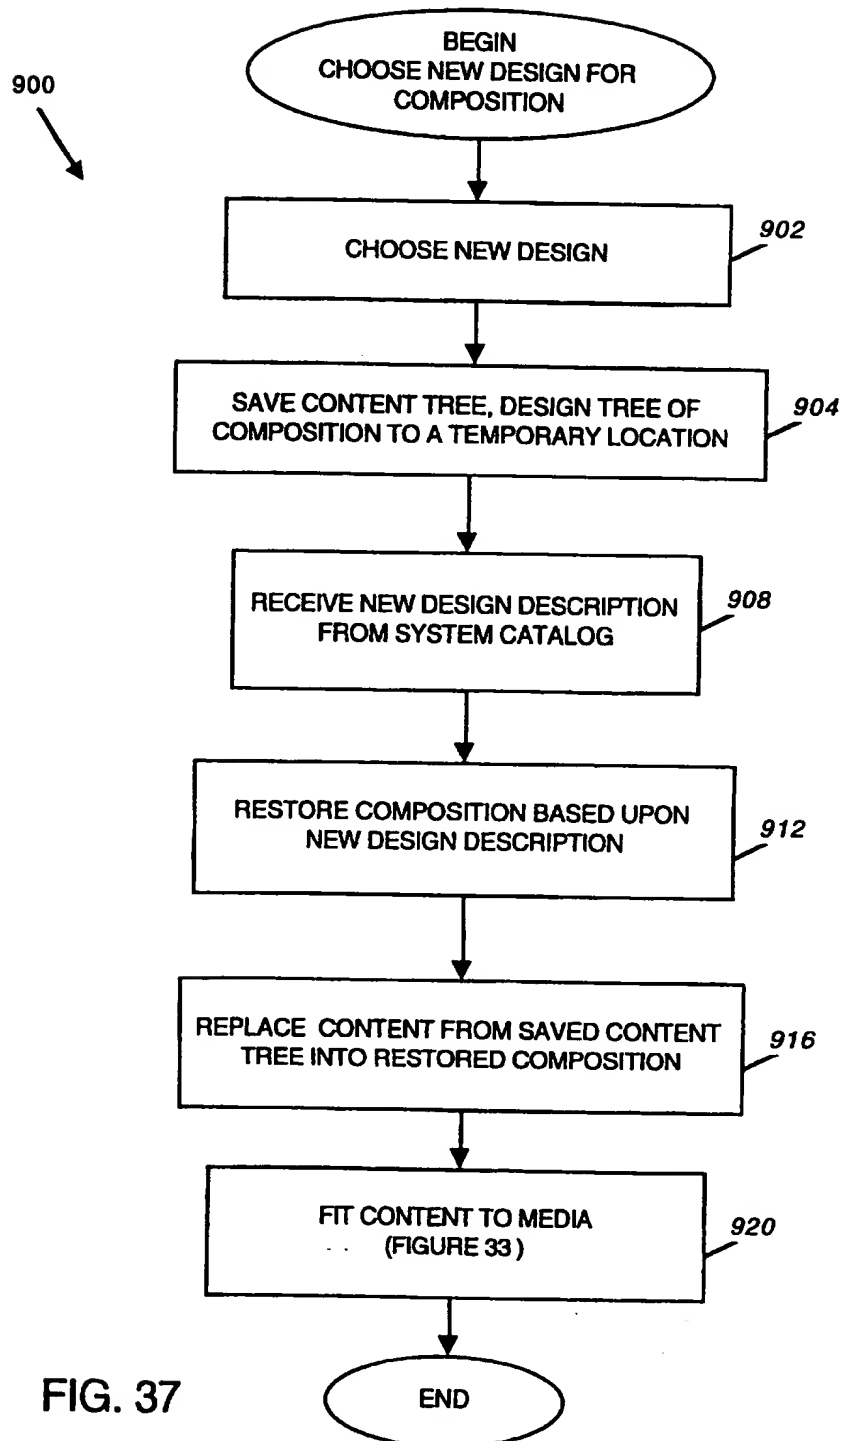 BEGIN
CHOOSE NEW DESIGN FOR
COMPOSITION
900
CHOOSE NEW DESIGN
902
SAVE CONTENT TREE, DESIGN TREE OF
COMPOSITION TO A TEMPORARY LOCATION
904
RECEIVE NEW DESIGN DESCRIPTION
FROM SYSTEM CATALOG
908
RESTORE COMPOSITION BASED UPON
NEW DESIGN DESCRIPTION
912
REPLACE CONTENT FROM SAVED CONTENT
TREE INTO RESTORED COMPOSITION
916
FIT CONTENT TO MEDIA
(FIGURE 33)
920
END
FIG. 37